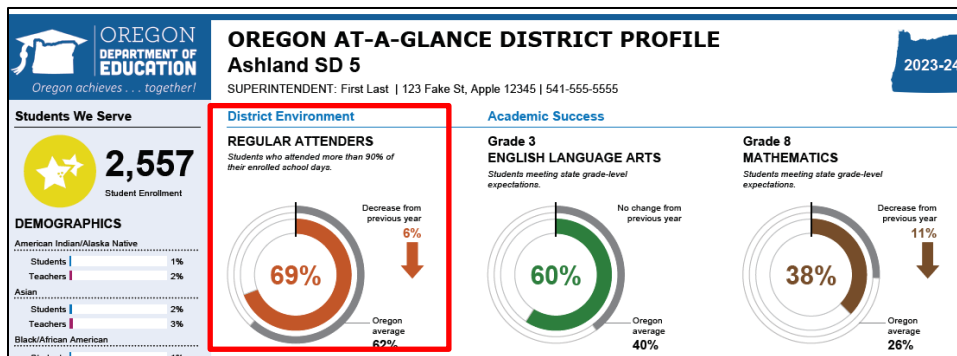 OREGON
DEPARTMENT OF
EDUCATION
Oregon achieves . . . together!
OREGON AT-A-GLANCE DISTRICT PROFILE
Ashland SD 5
SUPERINTENDENT: First Last | 123 Fake St, Apple 12345 | 541-555-5555
2023-24
Students We Serve
2,557
Student Enrollment
DEMOGRAPHICS
American Indian/Alaska Native
Students 1%
Teachers 2%
Asian
Students 2%
Teachers 3%
Black/African American
District Environment
REGULAR ATTENDERS
Students who attended more than 90% of
their enrolled school days.
Decrease from
previous year
6%
69%
Oregon
average
62%
Academic Success
Grade 3
ENGLISH LANGUAGE ARTS
Students meeting state grade-level
expectations.
No change from
previous year
60%
Oregon
average
40%
Grade 8
MATHEMATICS
Students meeting state grade-level
expectations.
Decrease from
previous year
11%
38%
Oregon
average
26%